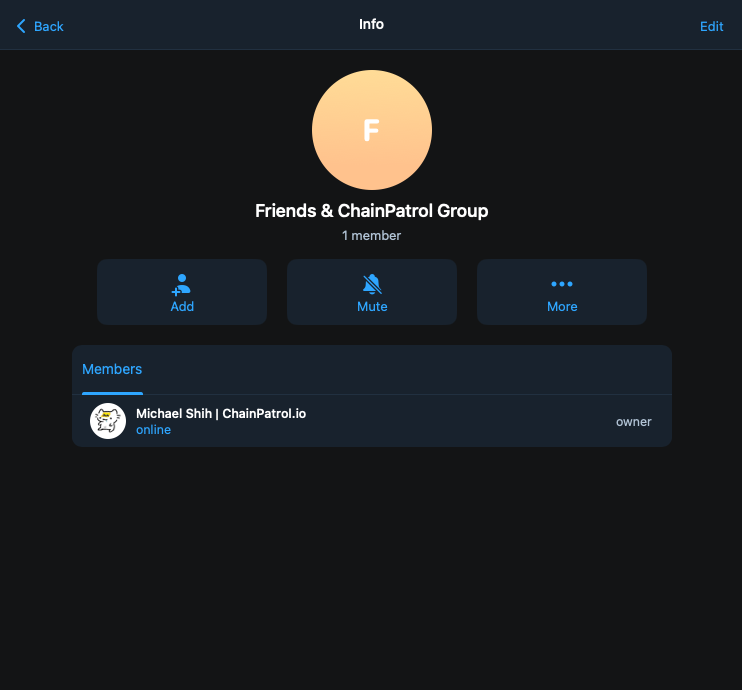 Back
Info
Edit
F
Friends & ChainPatrol Group
1 member
Add
Mute
More
Members
Michael Shih | ChainPatrol.io
online
owner